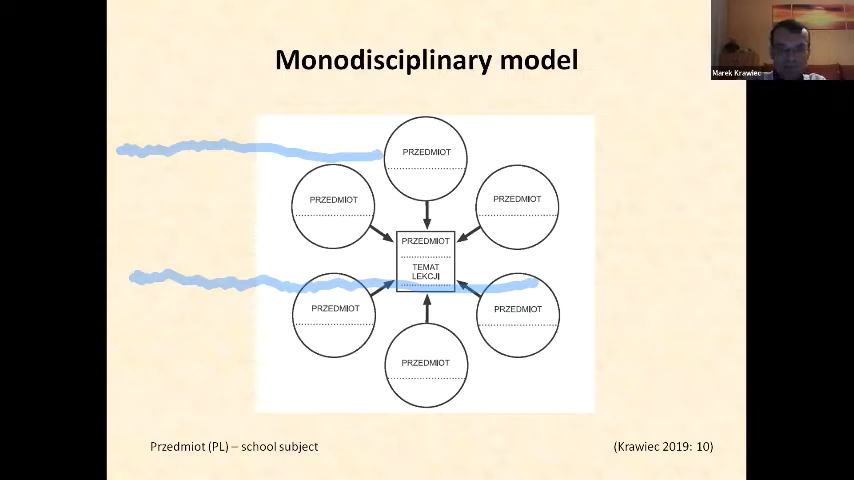 Marek Krawiec
Monodisciplinary model
PRZEDMIOT
PRZEDMIOT
PRZEDMIOT
PRZEDMIOT
TEMAT
LEKCJI
PRZEDMIOT
PRZEDMIOT
PRZEDMIOT
Przedmiot (PL) – school subject
(Krawiec 2019: 10)